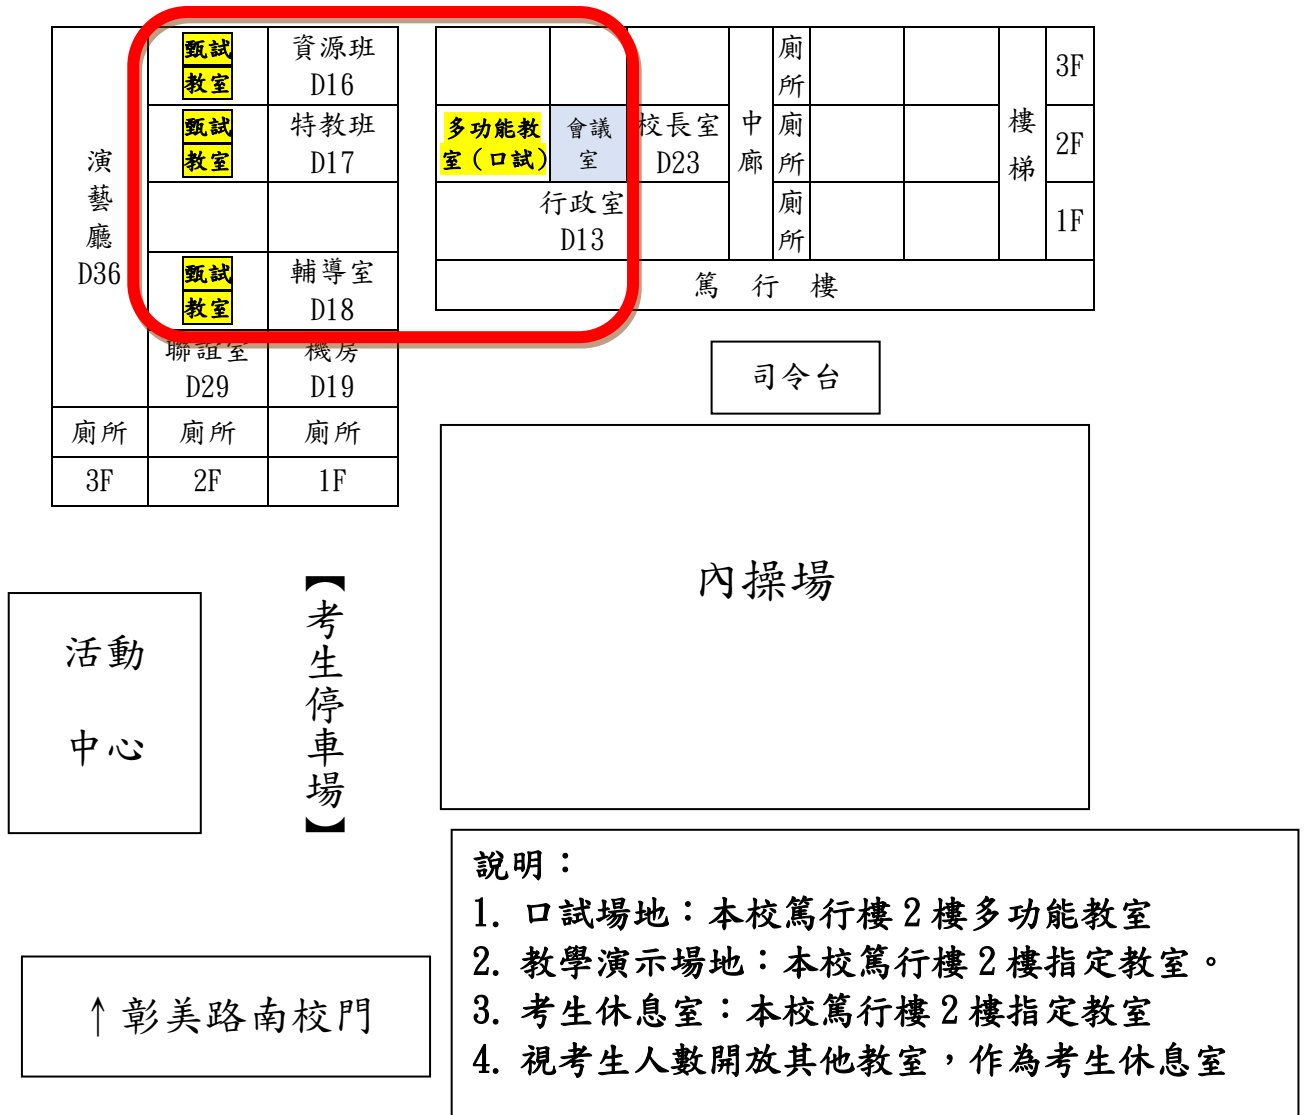 演
藝
廳
D36
甄試
教室
資源班
D16
甄試
教室
特教班
D17
甄試
教室
輔導室
D18
聯誼室
D29
機房
D19
廁所
廁所
廁所
3F
2F
1F
多功能教
室(口試)
會議
室
校長室
D23
行政室
D13
中
廊
廁
所
廁
所
廁
所
樓
梯
3F
2F
1F
篤 行 樓
司令台
內操場
活動
中心
【考生停車場】
↑彰美路南校門
說明：
1. 口試場地：本校篤行樓2樓多功能教室
2. 教學演示場地：本校篤行樓2樓指定教室。
3. 考生休息室：本校篤行樓2樓指定教室
4. 視考生人數開放其他教室，作為考生休息室